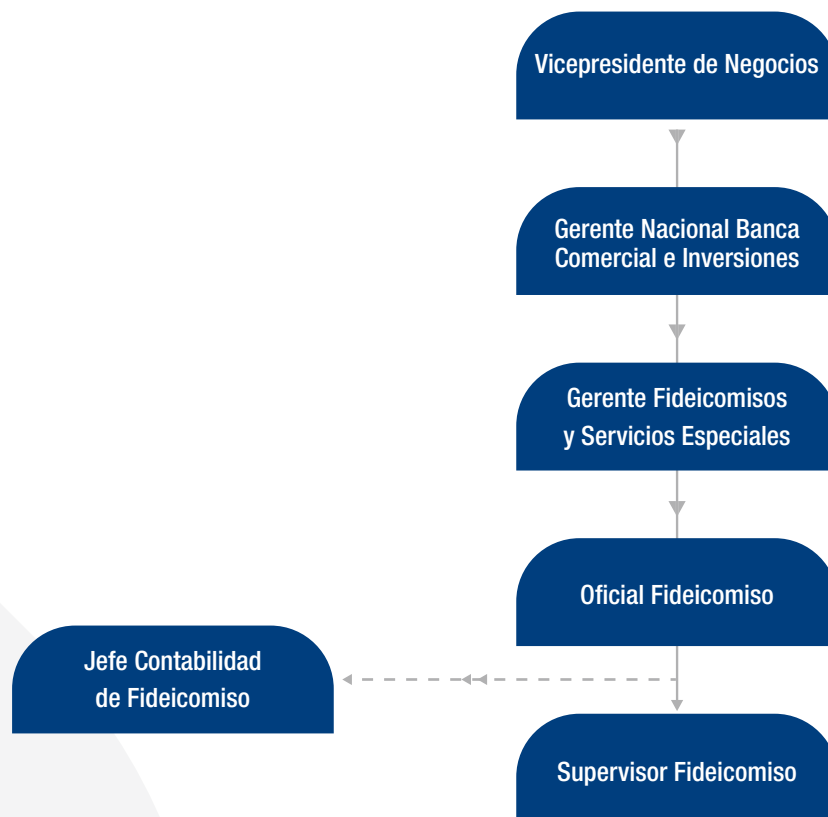 Vicepresidente de Negocios
Gerente Nacional Banca
Comercial e Inversiones
Gerente Fideicomisos
y Servicios Especiales
Oficial Fideicomiso
Jefe Contabilidad
de Fideicomiso
Supervisor Fideicomiso